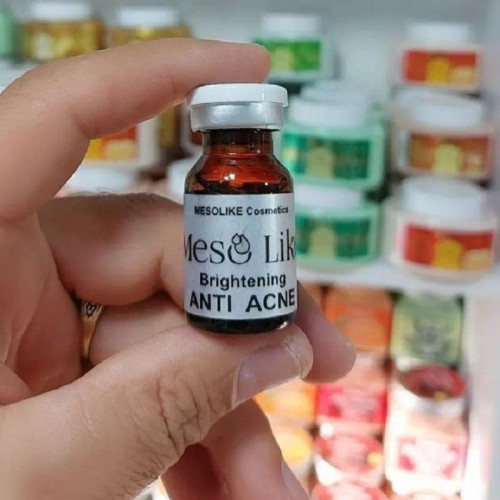 MESOLIKE Cosmetics
Meso Lik
Brightening
ANTI ACNE